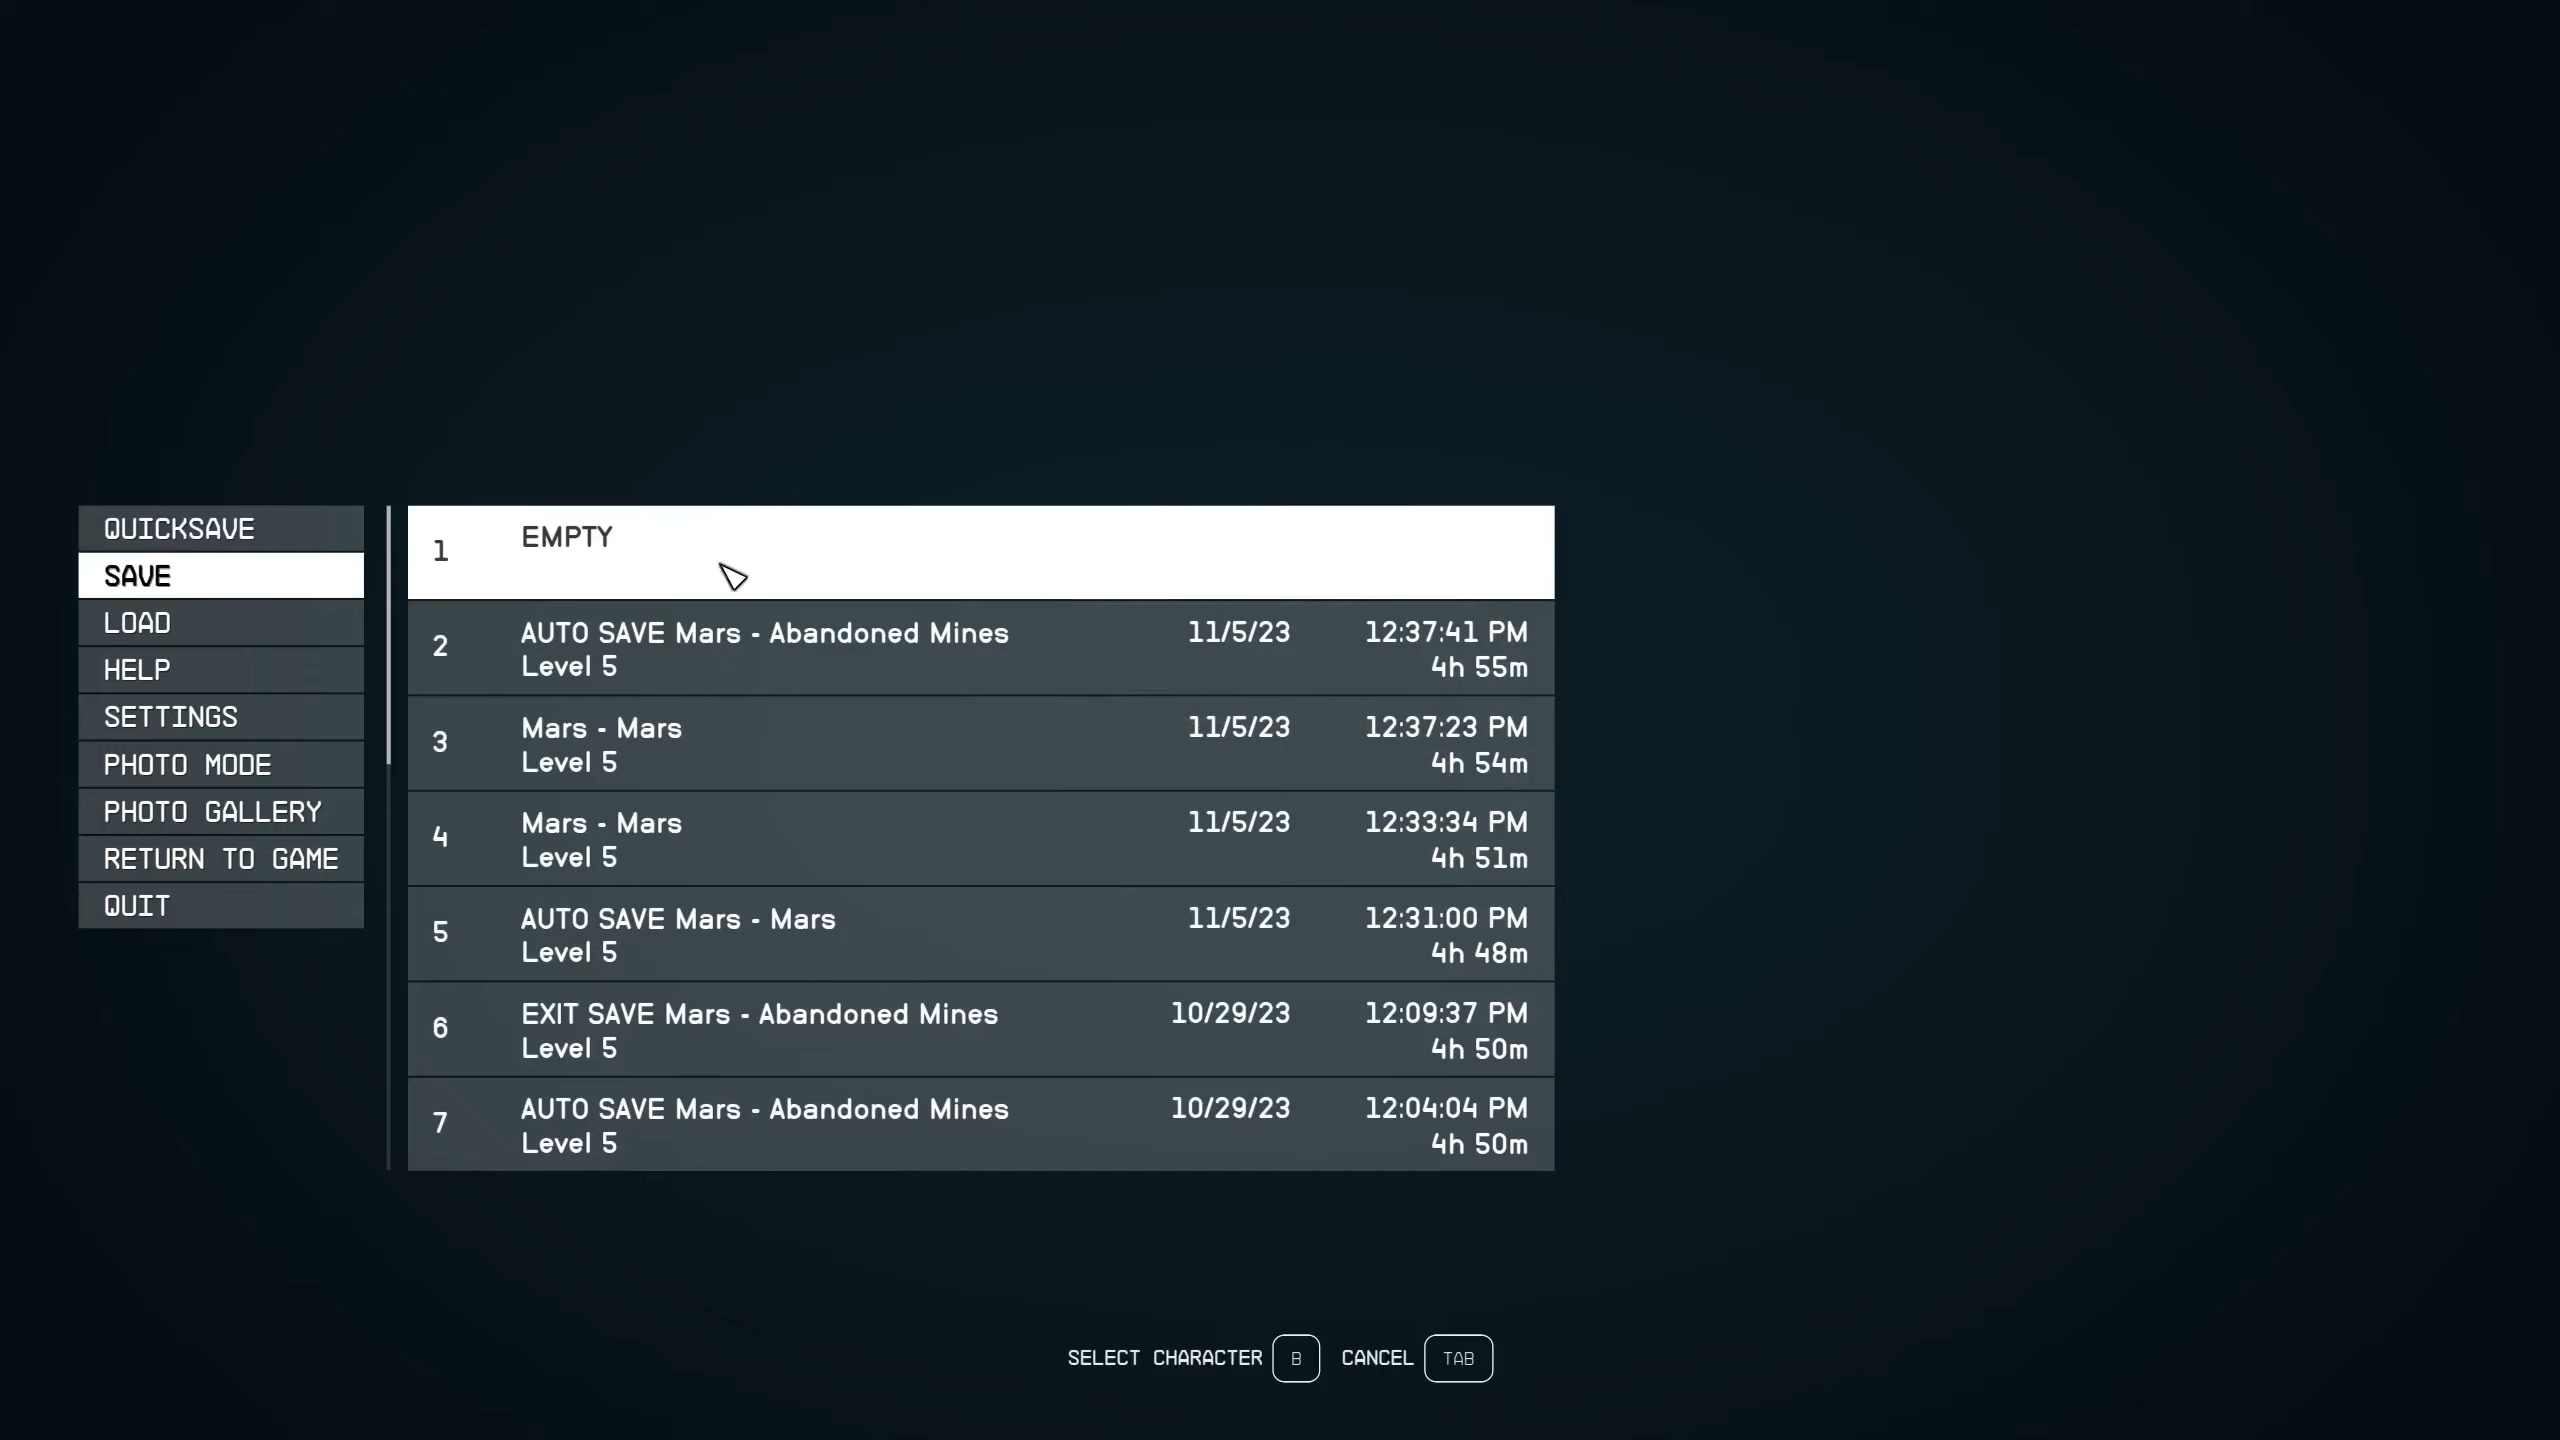 QUICKSAVE
SAVE
LOAD
HELP
SETTINGS
PHOTO MODE
PHOTO GALLERY
RETURN TO GAME
QUIT
1 EMPTY
2 AUTO SAVE Mars - Abandoned Mines 11/5/23 12:37:41 PM
Level 5 4h 55m
3 Mars - Mars 11/5/23 12:37:23 PM
Level 5 4h 54m
4 Mars - Mars 11/5/23 12:33:34 PM
Level 5 4h 51m
5 AUTO SAVE Mars - Mars 11/5/23 12:31:00 PM
Level 5 4h 48m
6 EXIT SAVE Mars - Abandoned Mines 10/29/23 12:09:37 PM
Level 5 4h 50m
7 AUTO SAVE Mars - Abandoned Mines 10/29/23 12:04:04 PM
Level 5 4h 50m
SELECT CHARACTER B CANCEL TAB